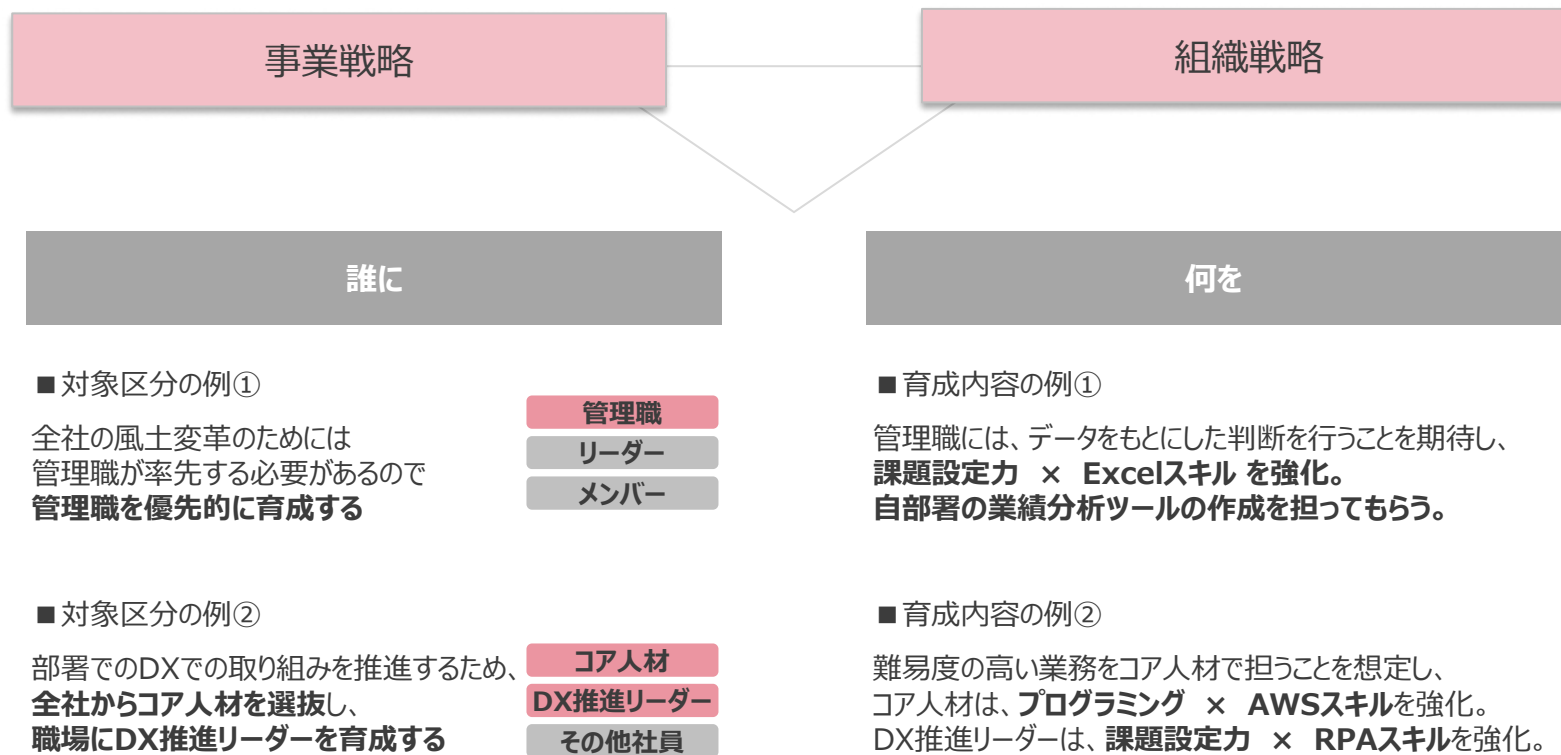 事業戦略
組織戦略
誰に
■対象区分の例①
全社の風土変革のためには
管理職が率先する必要があるので
管理職を優先的に育成する
管理職
リーダー
メンバー
■対象区分の例②
部署でのDXでの取り組みを推進するため、
全社からコア人材を選抜し、
職場にDX推進リーダーを育成する
コア人材
DX推進リーダー
その他社員
何を
■育成内容の例①
管理職には、データをもとにした判断を行うことを期待し、
課題設定力 × Excelスキル を強化。
自部署の業績分析ツールの作成を担ってもらう。
■育成内容の例②
難易度の高い業務をコア人材で担うことを想定し、
コア人材は、プログラミング × AWSスキルを強化。
DX推進リーダーは、課題設定力 × RPAスキルを強化。